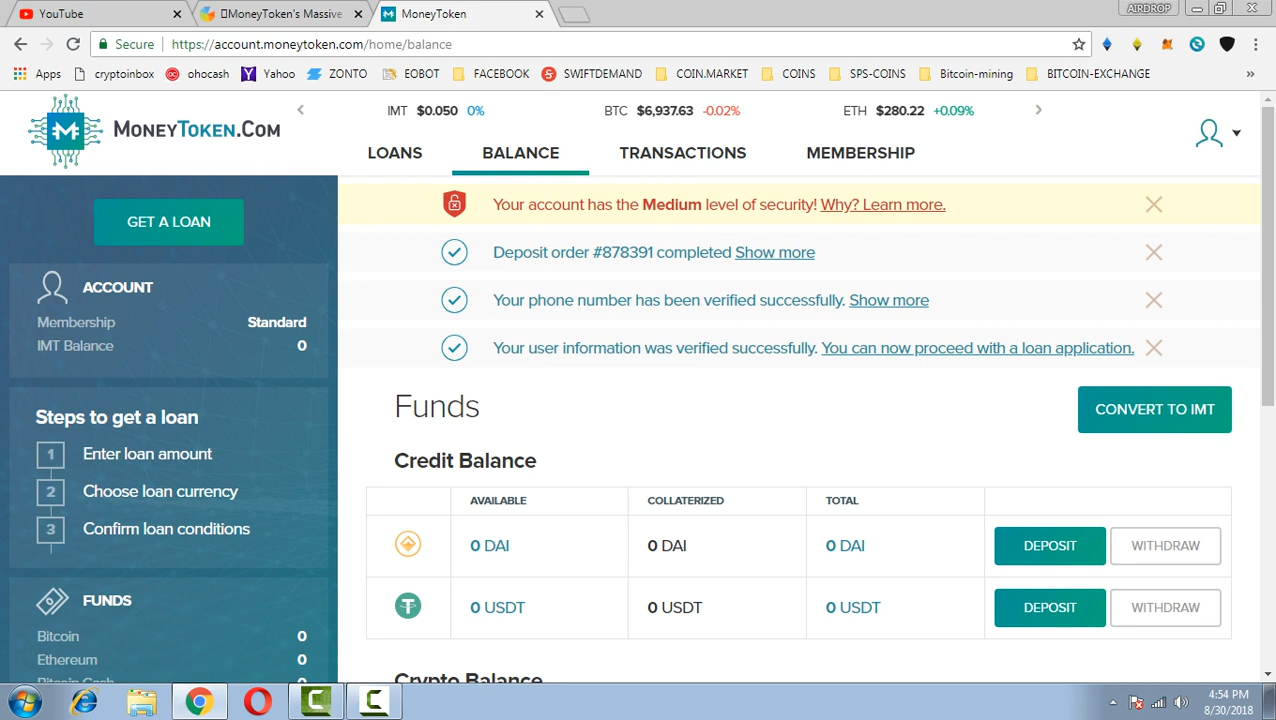 YouTube
MoneyToken's Massive
MoneyToken
AIRDROP
Secure
https://account.moneytoken.com/home/balance
Apps
cryptoinbox
ohocash
Yahoo
ZONTO
EOBOT
FACEBOOK
SWIFTDEMAND
COIN.MARKET
COINS
SPS-COINS
Bitcoin-mining
BITCOIN-EXCHANGE
»
MoneyToken.Com
IMT $0.050 0%
BTC $6,937.63 -0.02%
ETH $280.22 +0.09%
LOANS
BALANCE
TRANSACTIONS
MEMBERSHIP
GET A LOAN
ACCOUNT
Membership Standard
IMT Balance 0
Steps to get a loan
1 Enter loan amount
2 Choose loan currency
3 Confirm loan conditions
FUNDS
Bitcoin 0
Ethereum 0
Bitcoin Cash 0
Your account has the Medium level of security! Why? Learn more.
Deposit order #878391 completed Show more
Your phone number has been verified successfully. Show more
Your user information was verified successfully. You can now proceed with a loan application.
Funds
CONVERT TO IMT
Credit Balance
AVAILABLE COLLATERIZED TOTAL
0 DAI 0 DAI 0 DAI DEPOSIT WITHDRAW
0 USDT 0 USDT 0 USDT DEPOSIT WITHDRAW
Crypto Balance
4:54 PM
8/30/2018